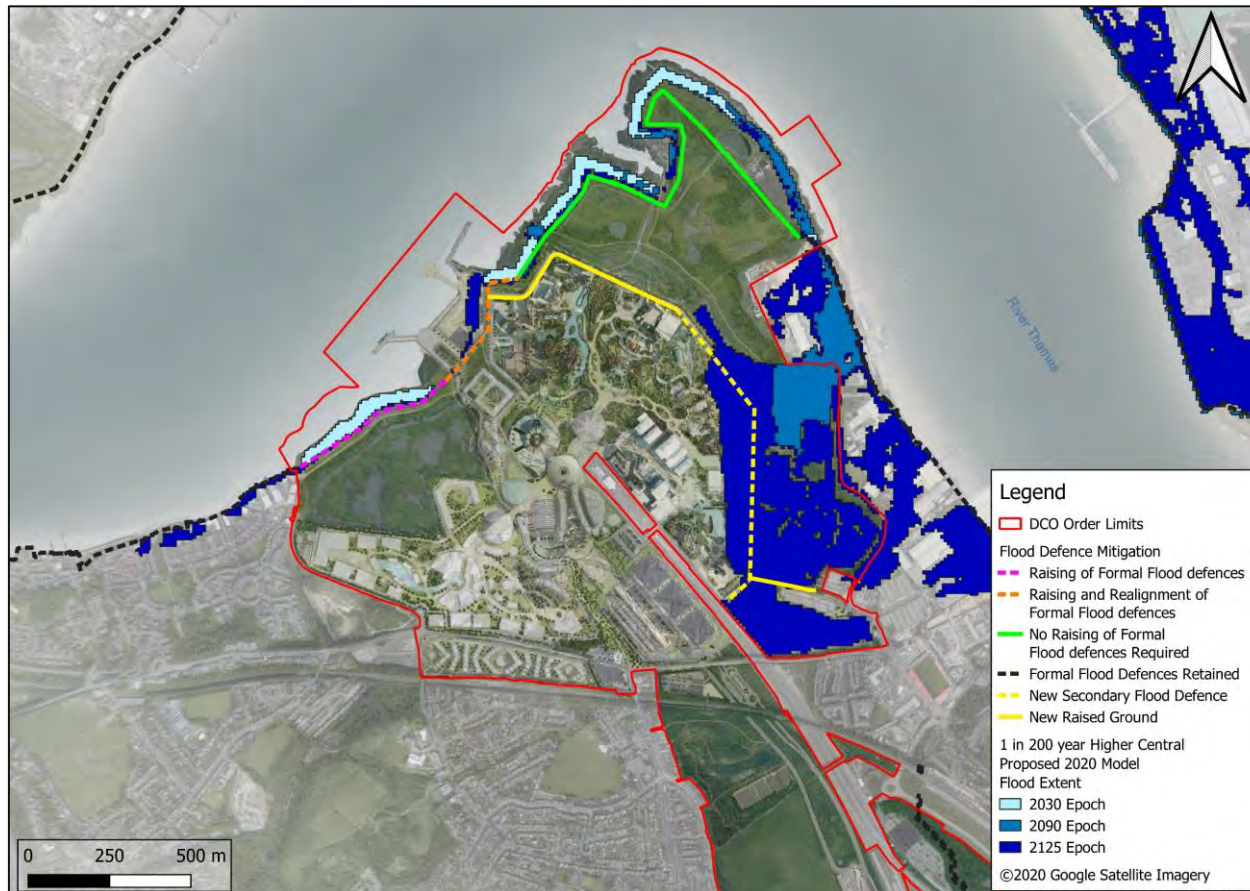 River Thames
Legend
DCO Order Limits
Flood Defence Mitigation
Raising of Formal Flood defences
Raising and Realignment of
Formal Flood defences
No Raising of Formal
Flood defences Required
Formal Flood Defences Retained
New Secondary Flood Defence
New Raised Ground
1 in 200 year Higher Central
Proposed 2020 Model
Flood Extent
2030 Epoch
2090 Epoch
2125 Epoch
©2020 Google Satellite Imagery
0 250 500 m